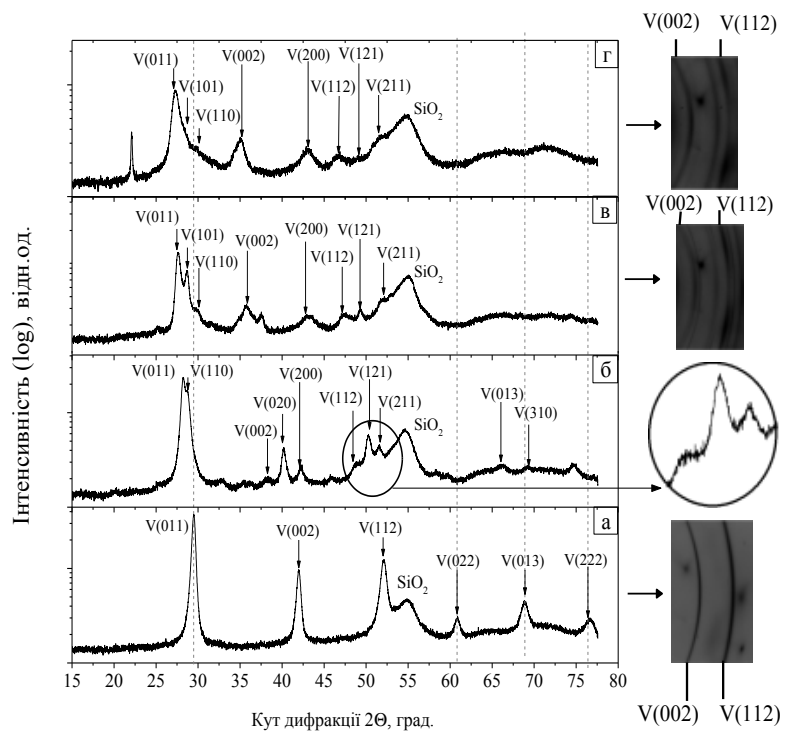 V(002) V(112)
г
V(011)
V(101)
V(110)
V(002)
V(200)
V(112)
V(121)
V(211)
SiO2
в
V(011)
V(101)
V(110)
V(002)
V(200)
V(112)
V(121)
V(211)
SiO2
V(002) V(112)
б
V(011) V(110)
V(002)
V(020)
V(200)
V(112)
V(121)
V(211)
SiO2
V(013)
V(310)
а
V(011)
V(002)
V(112)
SiO2
V(022)
V(013)
V(222)
V(002) V(112)
15 20 25 30 35 40 45 50 55 60 65 70 75 80
Кут дифракції 2Θ, град.
Інтенсивність (log), відн.од.